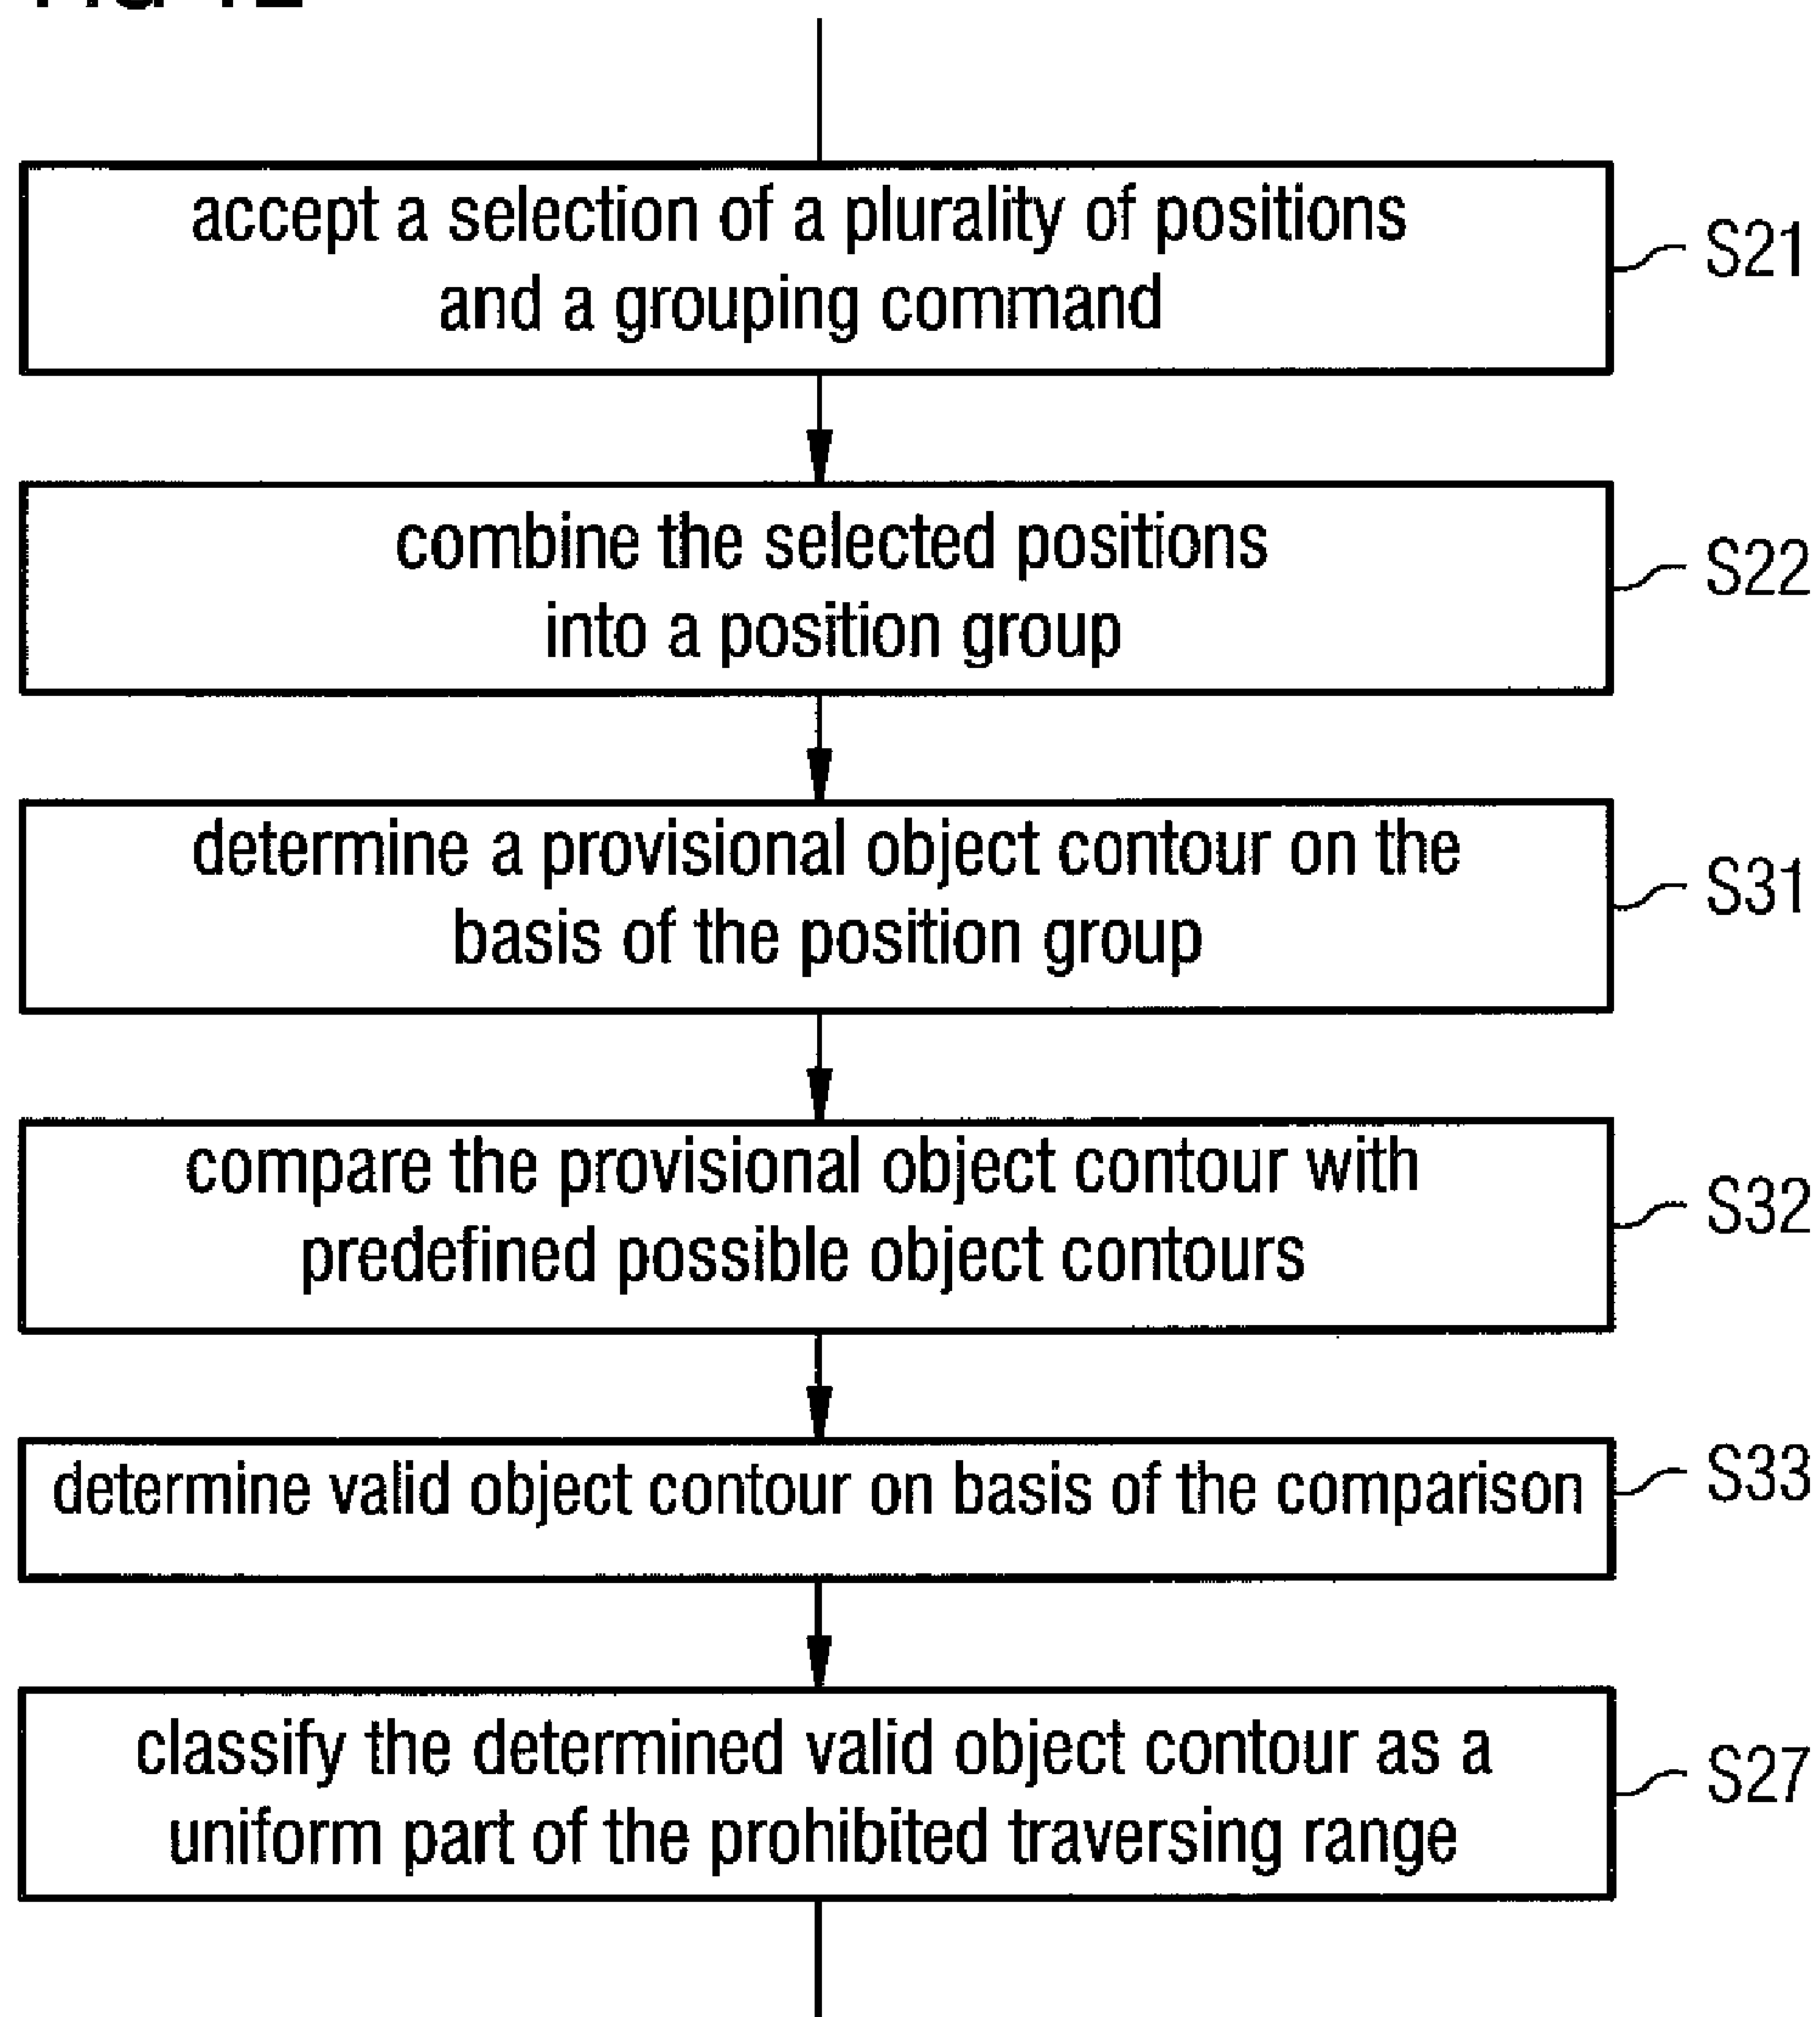 accept a selection of a plurality of positions
and a grouping command
S21
combine the selected positions
into a position group
S22
determine a provisional object contour on the
basis of the position group
S31
compare the provisional object contour with
predefined possible object contours
S32
determine valid object contour on basis of the comparison
S33
classify the determined valid object contour as a
uniform part of the prohibited traversing range
S27